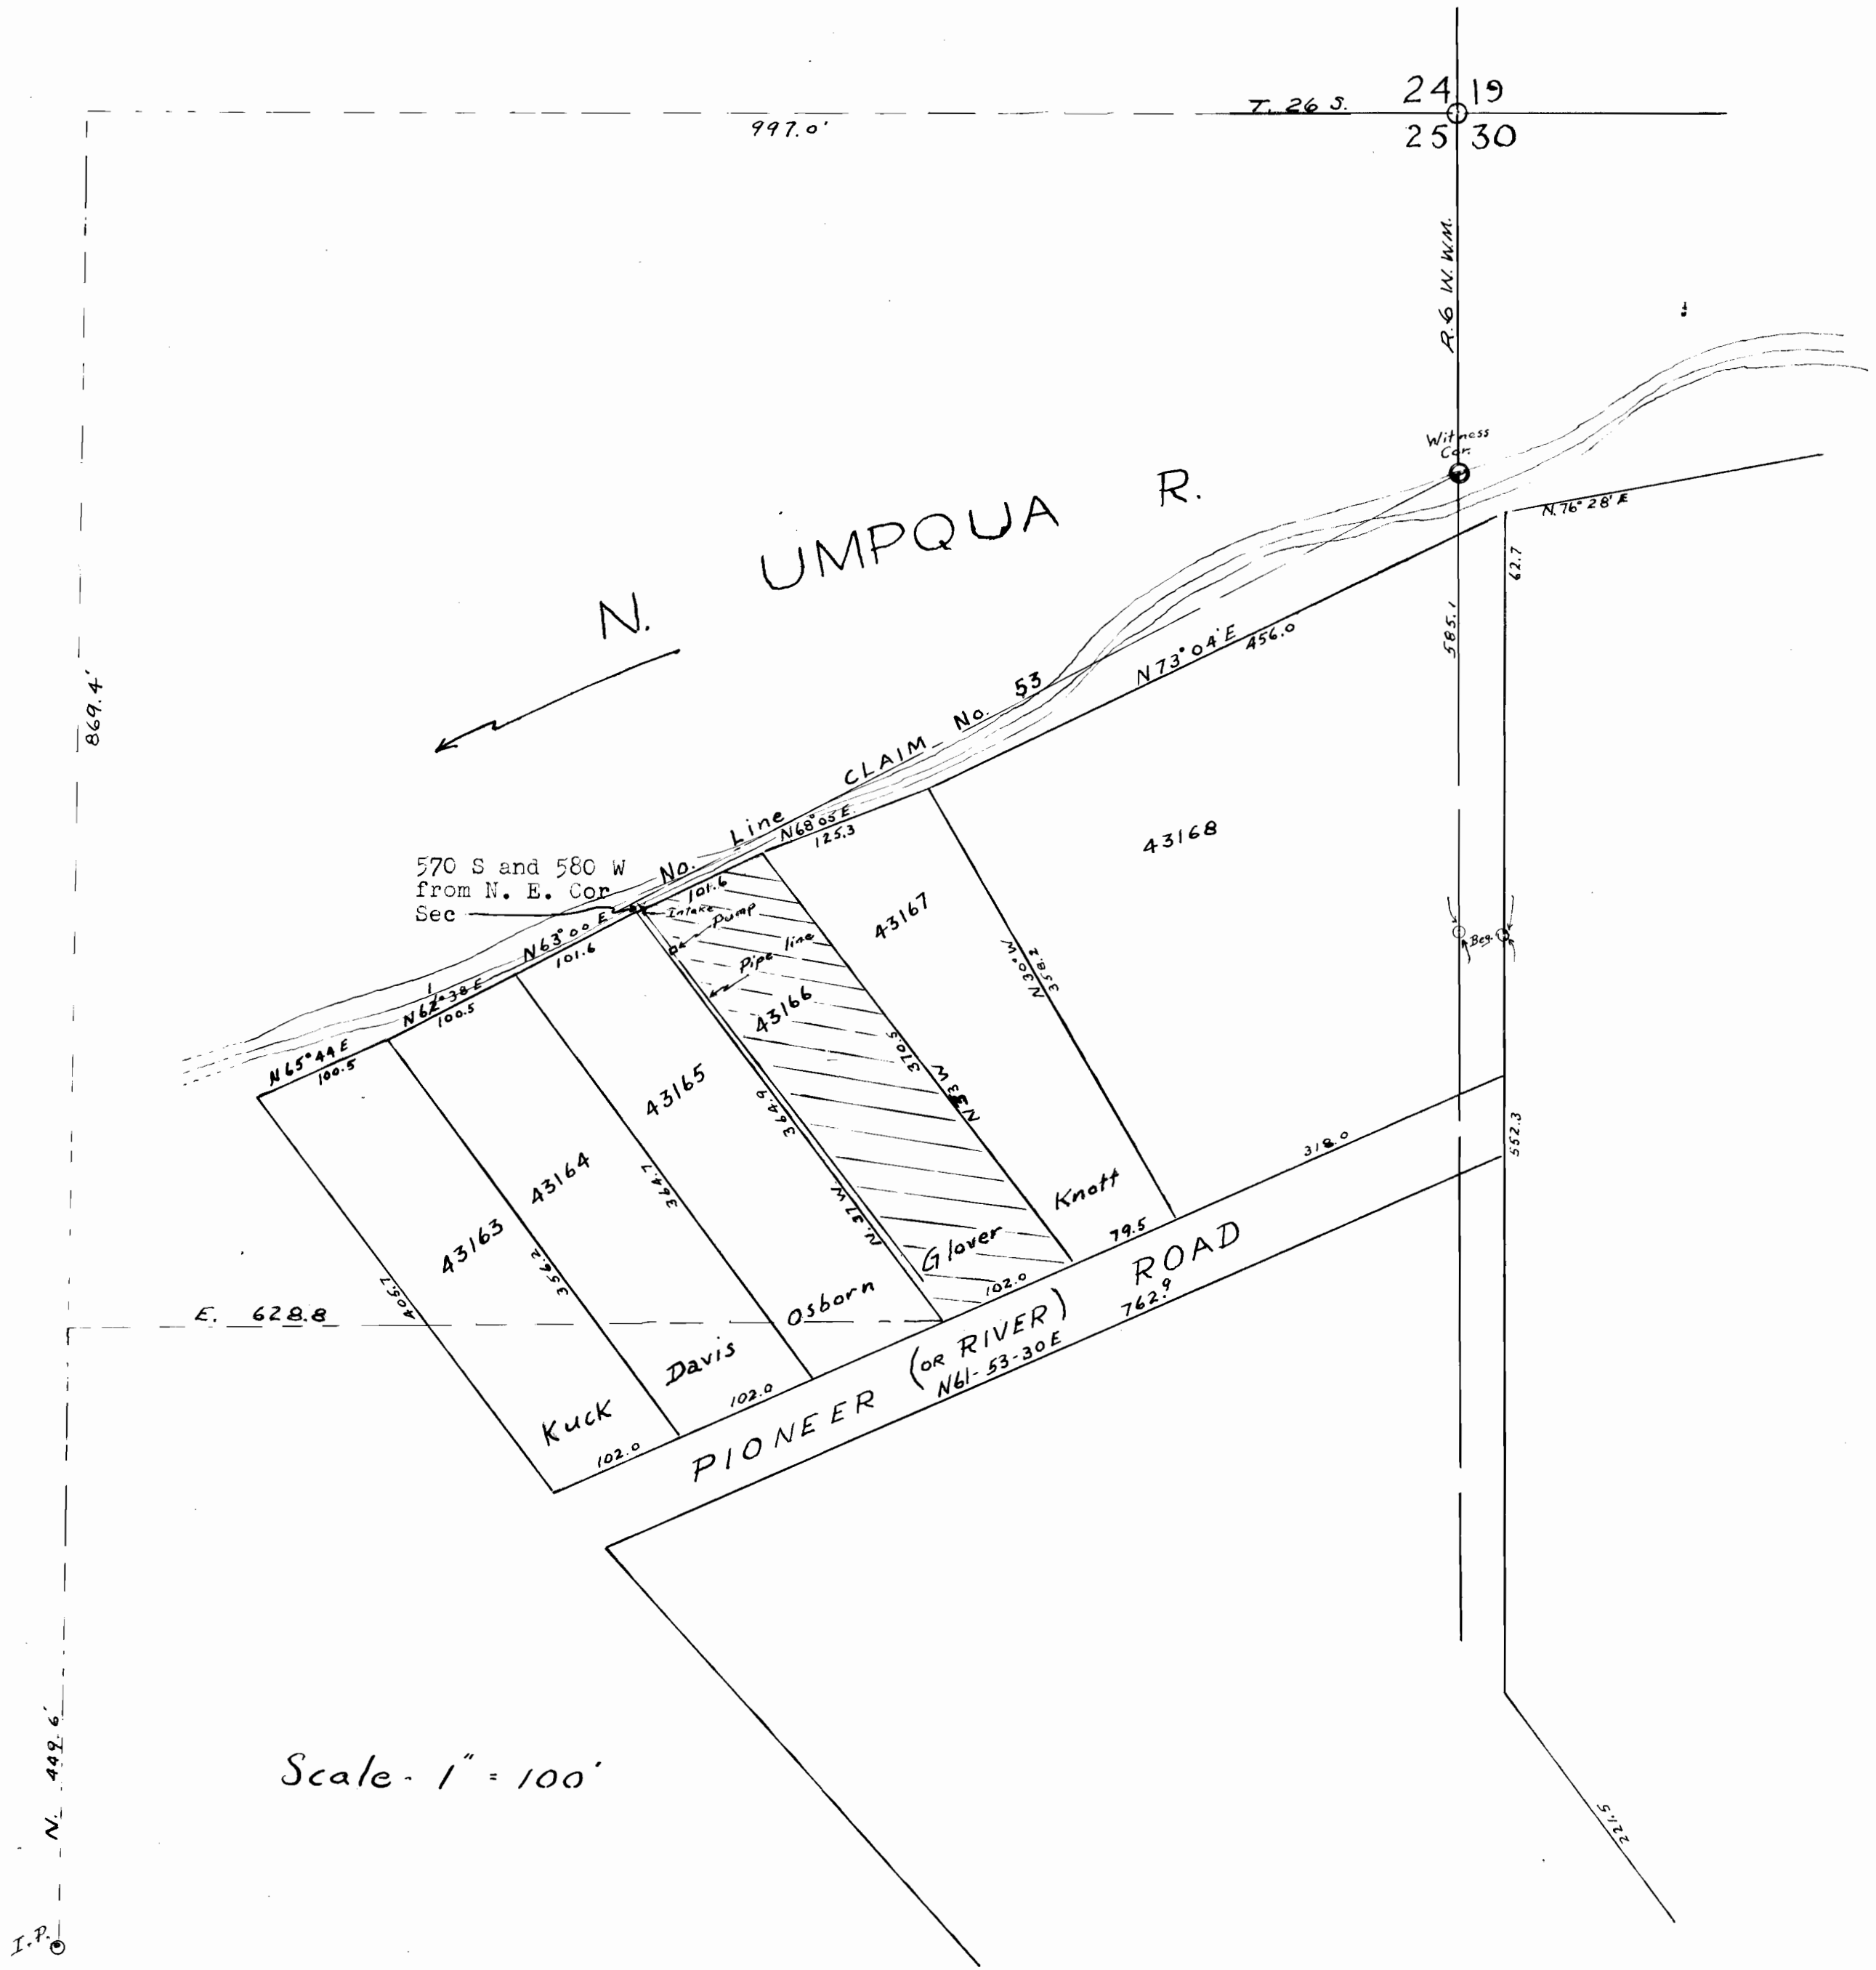 24 19
T. 26 S.
25 30
997.0'
R. 6 W. W.M.
Witness
Cor.
N. 76° 28' E
62.7
585.1
869.4'
N. UMPQUA R.
N 73° 04' E
456.0
No. Line CLAIM No. 53
N 68° 05 E.
125.3
43168
570 S and 580 W
from N. E. Cor
Sec
101.6
Intake
Pump
Pipe line
N 63° 00 E
101.6
43167
N 30° W
358.2
Beg.
N 62° 38 E
100.5
43166
N 65° 44 E
100.5
370.5
N 33 W
43165
364.9
N. 37 W
43164
364.7
43163
356.2
405.7
318.0
552.3
Knott
79.5
Glover
102.0
Osborn
E. 628.8
Davis
102.0
Kuck
102.0
PIONEER (OR RIVER) ROAD
N61-53-30E 762.9
N. 449.6'
Scale - 1" = 100'
221.5
I.P.